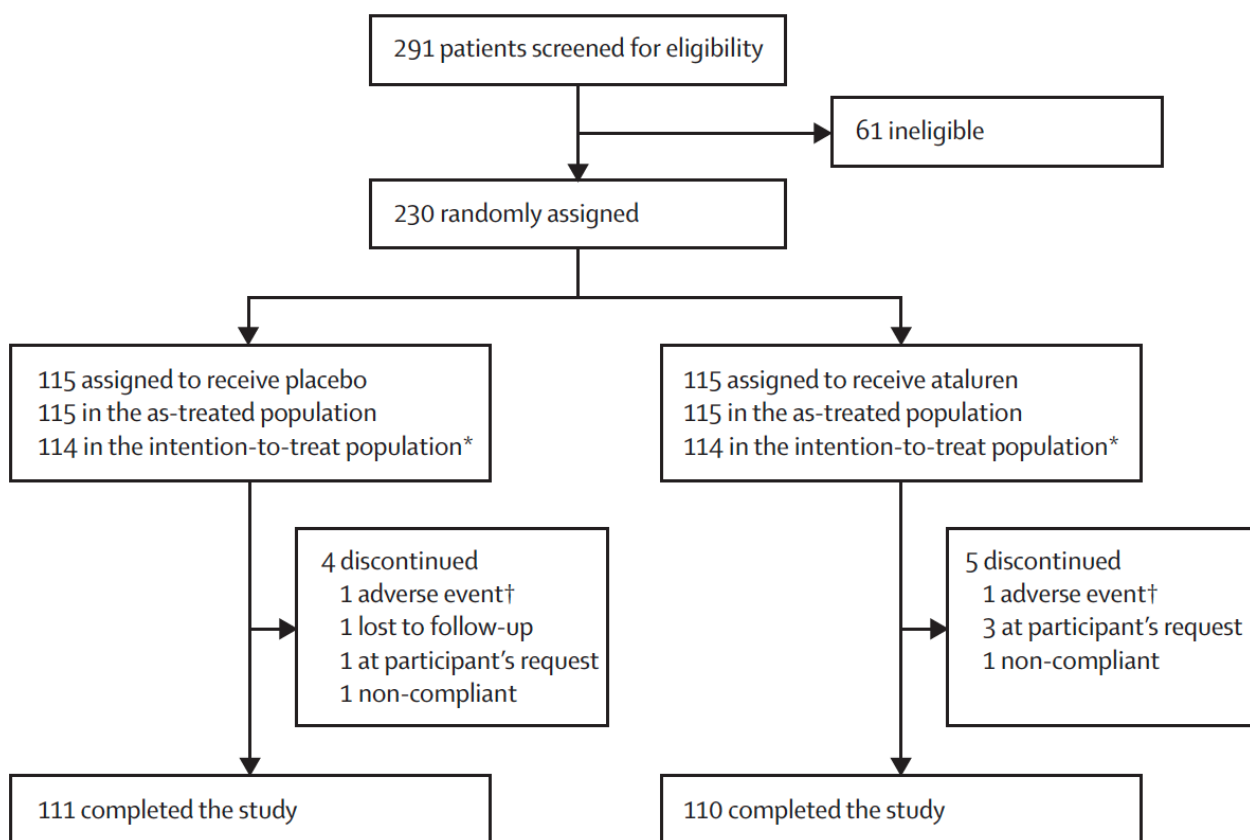 291 patients screened for eligibility
61 ineligible
230 randomly assigned
115 assigned to receive placebo
115 in the as-treated population
114 in the intention-to-treat population*
115 assigned to receive ataluren
115 in the as-treated population
114 in the intention-to-treat population*
4 discontinued
1 adverse event†
1 lost to follow-up
1 at participant’s request
1 non-compliant
5 discontinued
1 adverse event†
3 at participant’s request
1 non-compliant
111 completed the study
110 completed the study